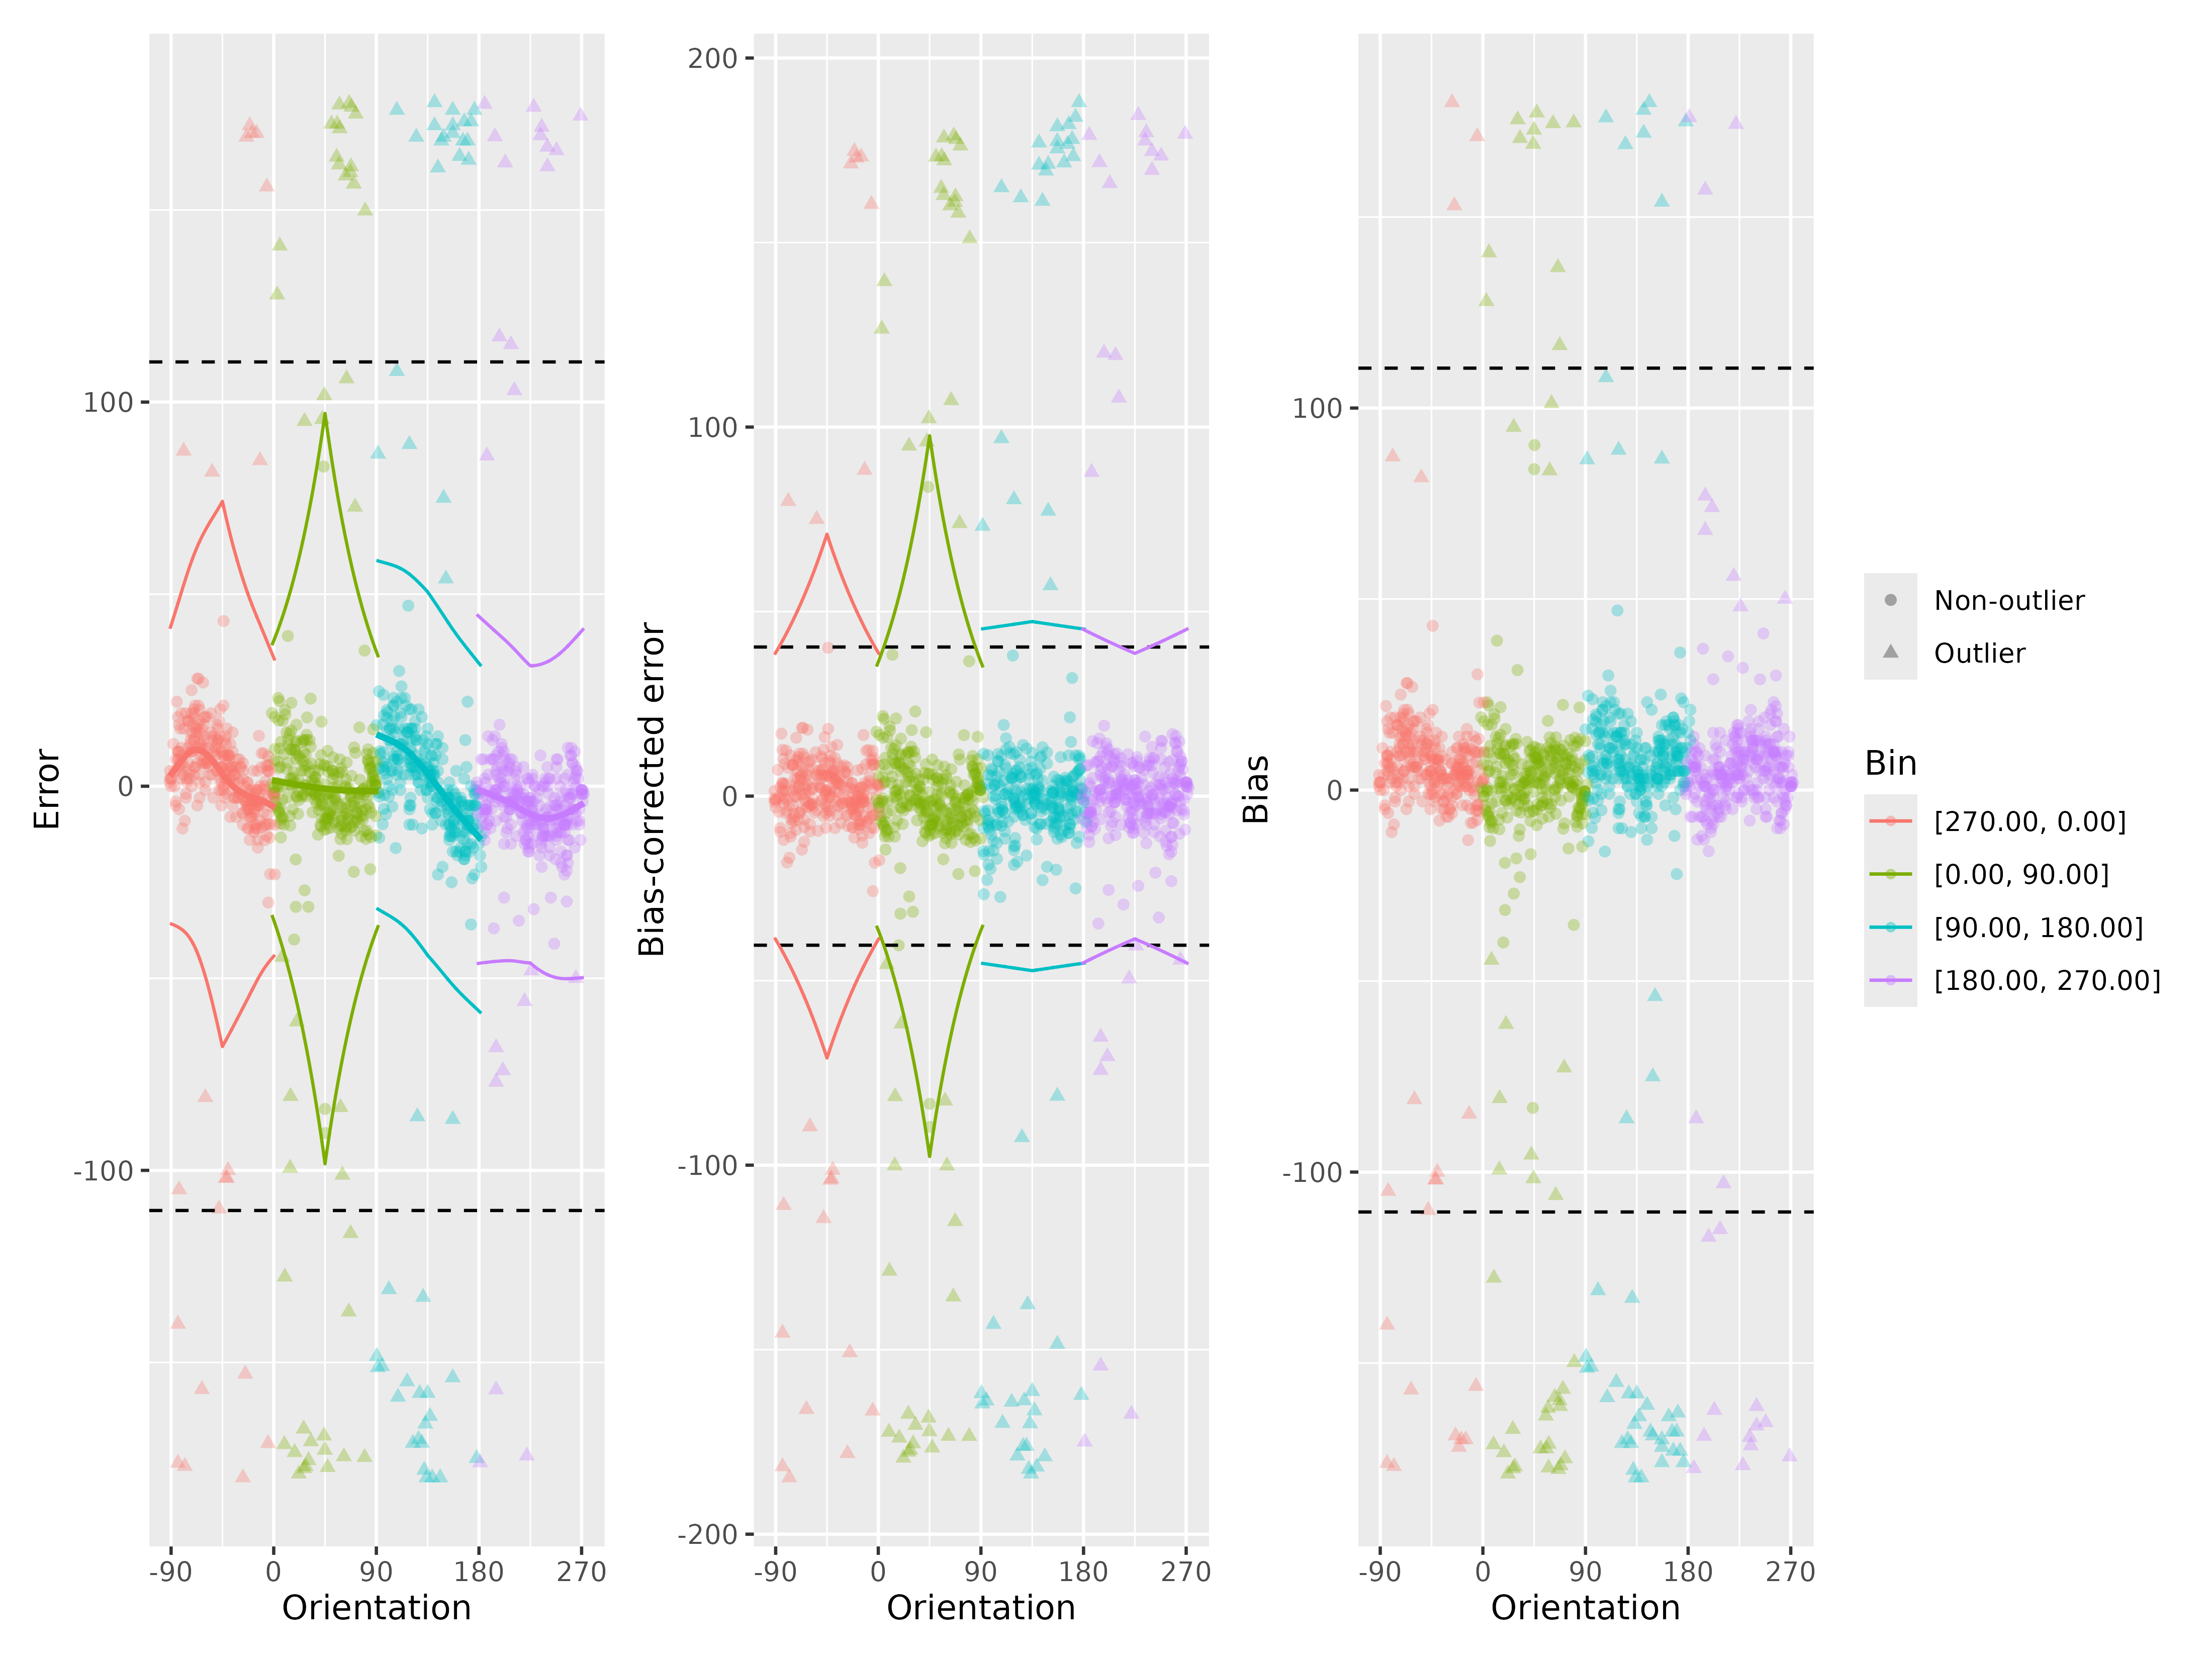 Error
100
0
-100
-90 0 90 180 270
Orientation
Bias-corrected error
200
100
0
-100
-200
-90 0 90 180 270
Orientation
Bias
100
0
-100
-90 0 90 180 270
Orientation
Non-outlier
Outlier
Bin
[270.00, 0.00]
[0.00, 90.00]
[90.00, 180.00]
[180.00, 270.00]